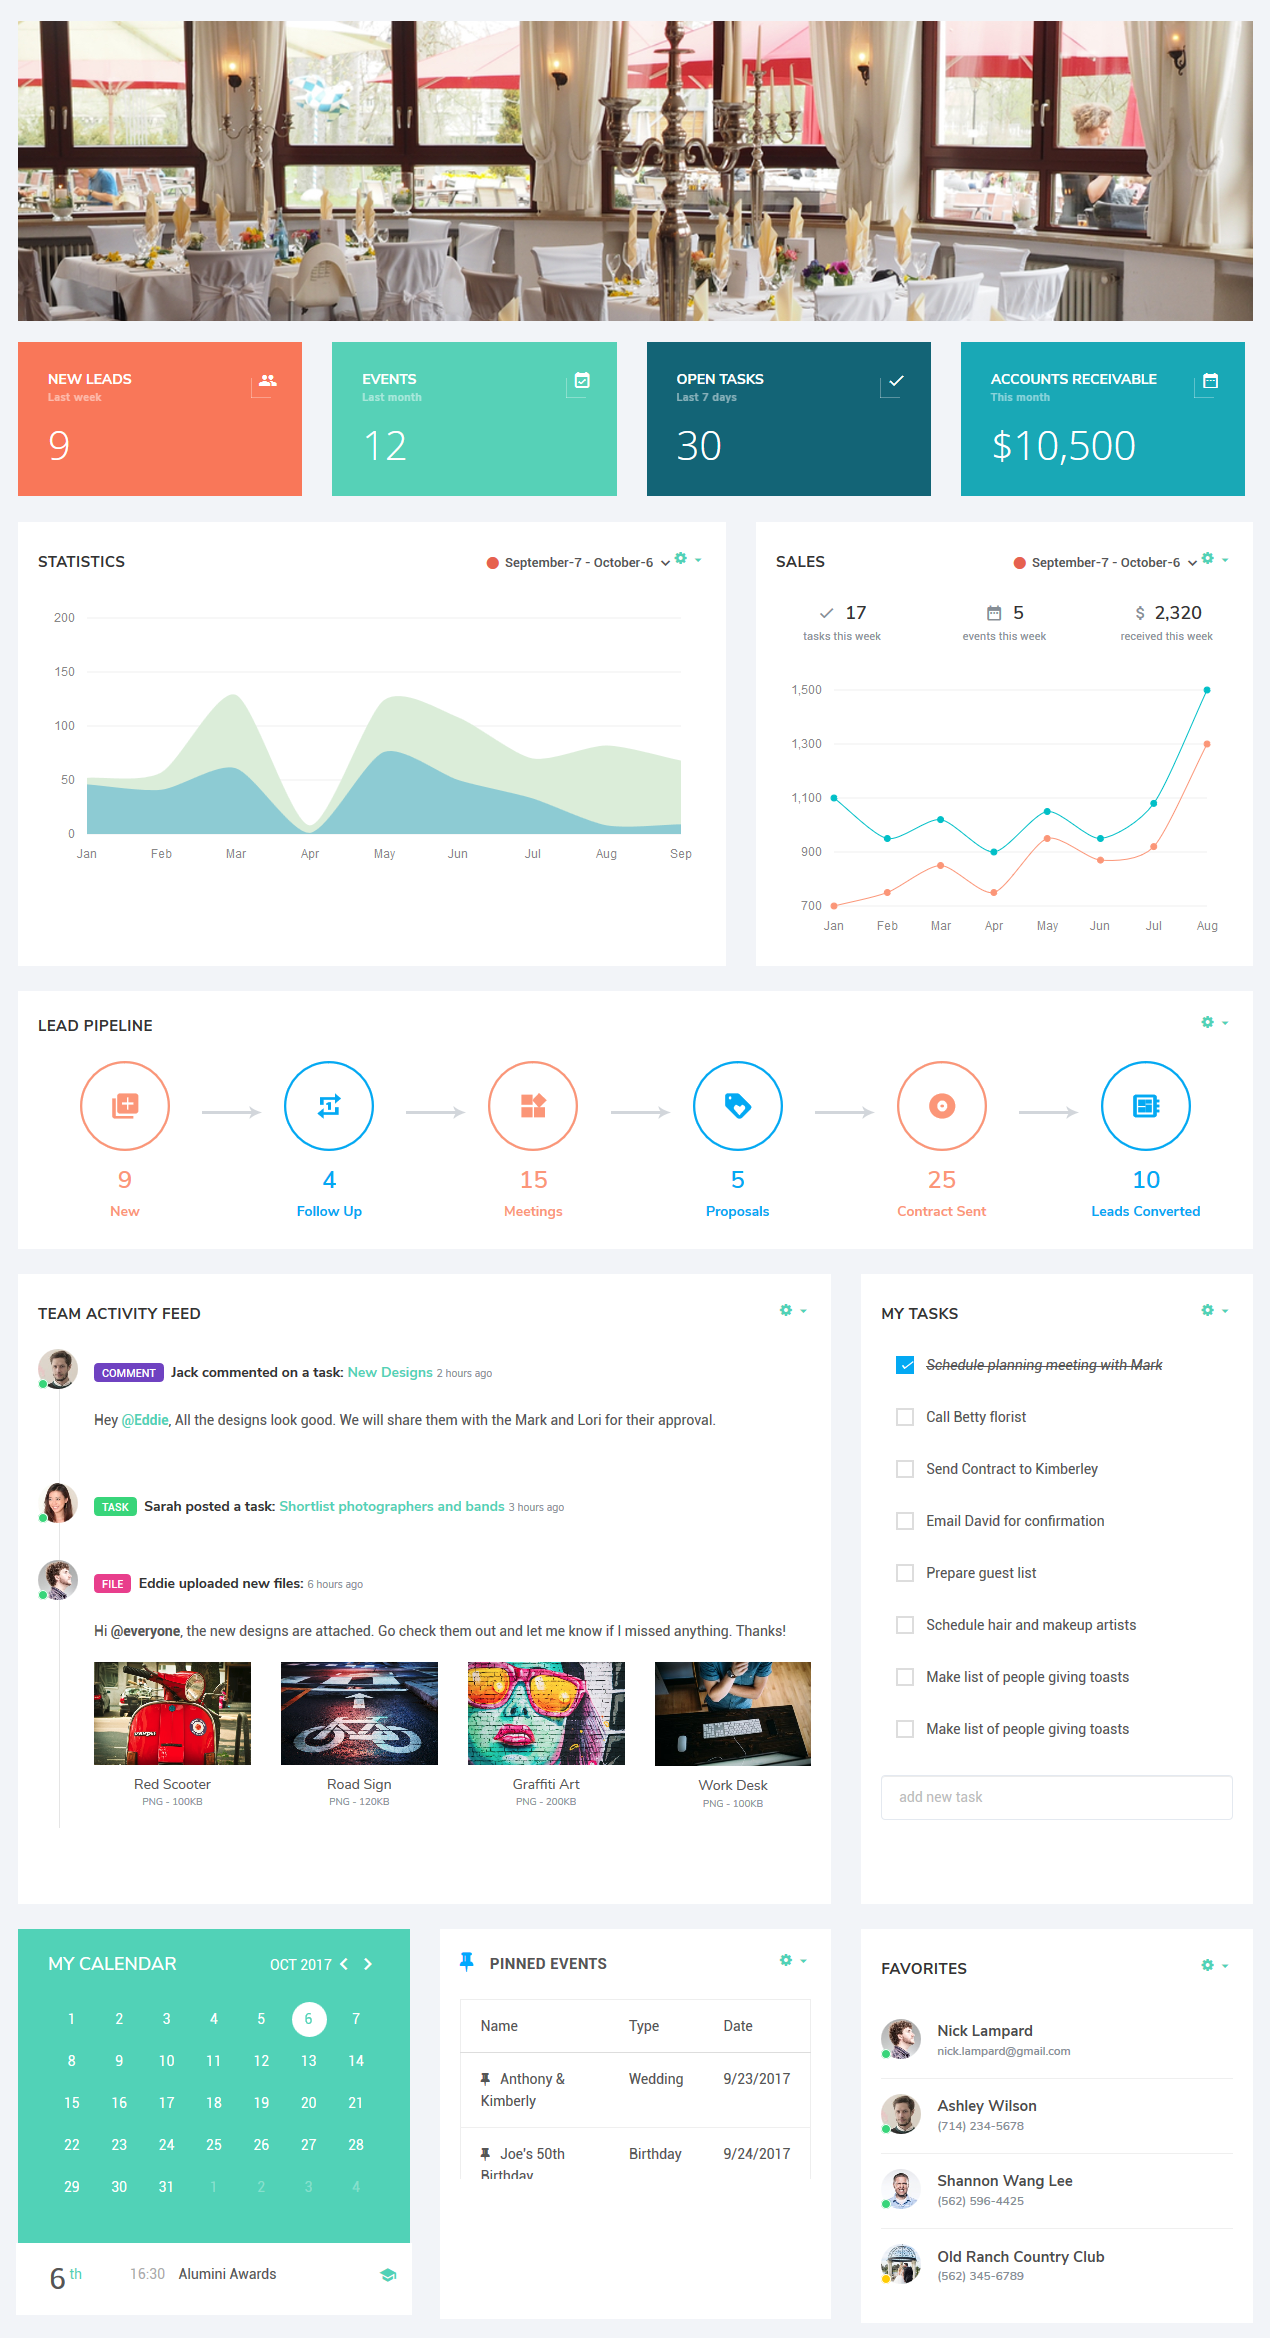 NEW LEADS
Last week
9
EVENTS
Last month
12
OPEN TASKS
Last 7 days
30
ACCOUNTS RECEIVABLE
This month
$10,500
STATISTICS
September-7 - October-6
200
150
100
50
0
Jan Feb Mar Apr May Jun Jul Aug Sep
SALES
September-7 - October-6
17
tasks this week
5
events this week
$ 2,320
received this week
1,500
1,300
1,100
900
700
Jan Feb Mar Apr May Jun Jul Aug
LEAD PIPELINE
1
9 4 15 5 25 10
New Follow Up Meetings Proposals Contract Sent Leads Converted
TEAM ACTIVITY FEED
COMMENT Jack commented on a task: New Designs 2 hours ago
Hey @Eddie, All the designs look good. We will share them with the Mark and Lori for their approval.
TASK Sarah posted a task: Shortlist photographers and bands 3 hours ago
FILE Eddie uploaded new files: 6 hours ago
Hi @everyone, the new designs are attached. Go check them out and let me know if I missed anything. Thanks!
Red Scooter Road Sign Graffiti Art Work Desk
PNG - 100KB PNG - 120KB PNG - 200KB PNG - 100KB
MY TASKS
Schedule planning meeting with Mark
Call Betty florist
Send Contract to Kimberley
Email David for confirmation
Prepare guest list
Schedule hair and makeup artists
Make list of people giving toasts
Make list of people giving toasts
add new task
MY CALENDAR OCT 2017
1 2 3 4 5 6 7
8 9 10 11 12 13 14
15 16 17 18 19 20 21
22 23 24 25 26 27 28
29 30 31 1 2 3 4
6 th 16:30 Alumini Awards
PINNED EVENTS
Name Type Date
Anthony & Wedding 9/23/2017
Kimberly
Joe's 50th Birthday 9/24/2017
Birthday
FAVORITES
Nick Lampard
nick.lampard@gmail.com
Ashley Wilson
(714) 234-5678
Shannon Wang Lee
(562) 596-4425
Old Ranch Country Club
(562) 345-6789